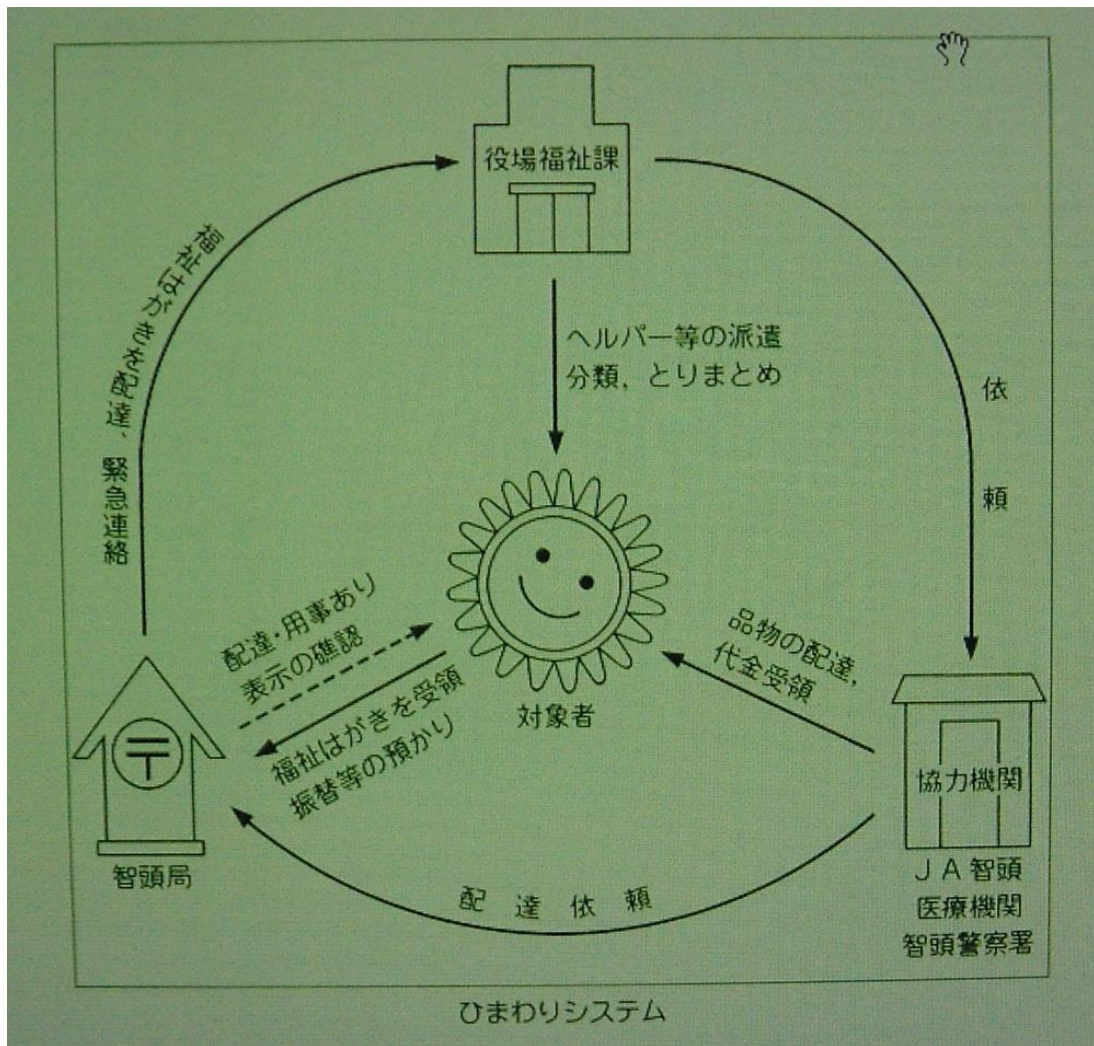 役場福祉課
福祉はがきを配達、緊急連絡
ヘルパー等の派遣
分類、とりまとめ
依頼
配達・用事あり
表示の確認
福祉はがきを受領
振替等の預かり
対象者
品物の配達，
代金受領
〒
智頭局
協力機関
ＪＡ智頭
医療機関
智頭警察署
配達依頼
ひまわりシステム